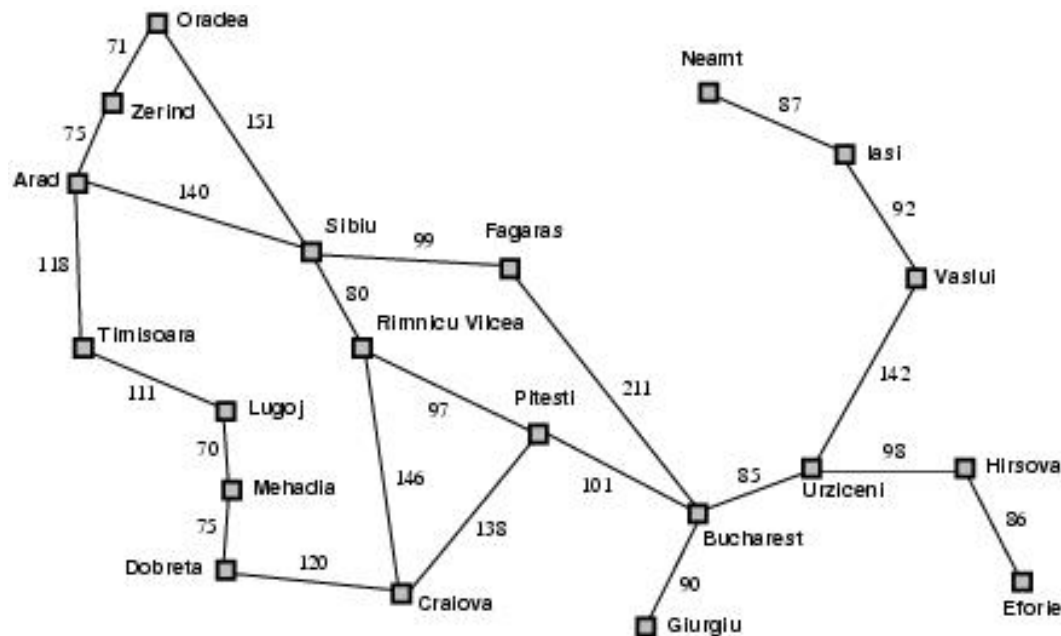 Oradea
71
Neamt
87
Zerind
75
151
Iasi
Arad
140
92
Sibiu
Fagaras
99
118
Vaslui
80
Timisoara
Rimnicu Vilcea
111
142
211
Lugoj
97
Pitesti
70
98
Hirsova
85
Mehadia
146
101
Urziceni
75
138
86
Bucharest
Dobreta
120
90
Craiova
Eforie
Giurgiu